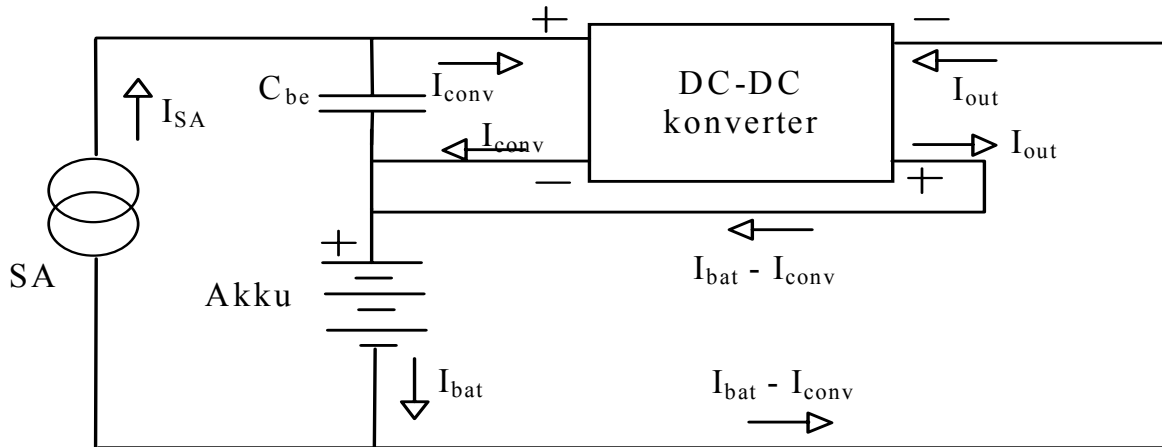 +
−
I_conv
C_be
DC-DC
konverter
I_out
I_SA
I_conv
I_out
−
+
+
SA
I_bat - I_conv
Akku
I_bat
I_bat - I_conv